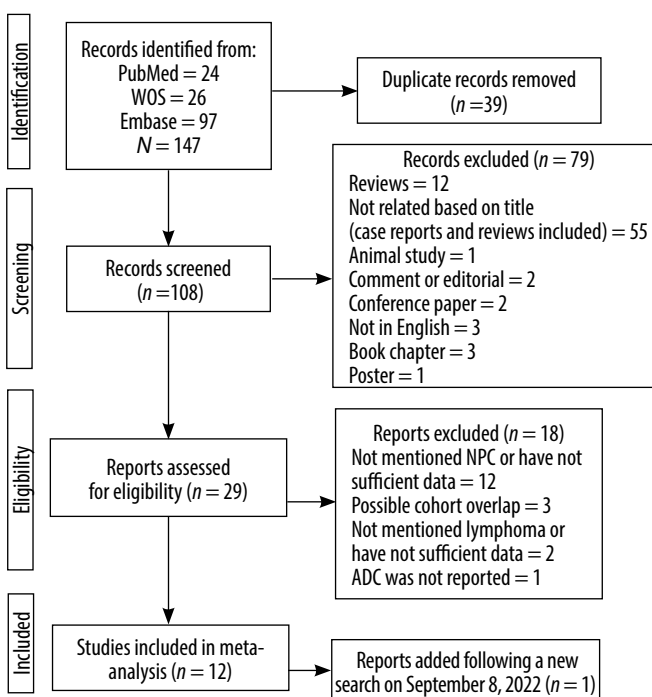 Identification
Records identified from:
PubMed = 24
WOS = 26
Embase = 97
N = 147
Duplicate records removed
(n =39)
Screening
Records screened
(n =108)
Records excluded (n = 79)
Reviews = 12
Not related based on title
(case reports and reviews included) = 55
Animal study = 1
Comment or editorial = 2
Conference paper = 2
Not in English = 3
Book chapter = 3
Poster = 1
Eligibility
Reports assessed
for eligibility (n = 29)
Reports excluded (n = 18)
Not mentioned NPC or have not
sufficient data = 12
Possible cohort overlap = 3
Not mentioned lymphoma or
have not sufficient data = 2
ADC was not reported = 1
Included
Studies included in meta-
analysis (n = 12)
Reports added following a new
search on September 8, 2022 (n = 1)